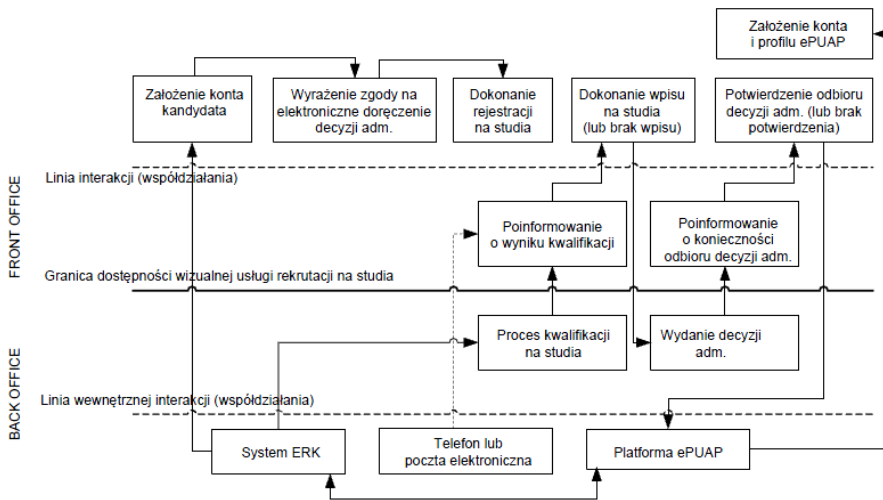 Założenie konta
i profilu ePUAP
Założenie konta
kandydata
Wyrażenie zgody na
elektroniczne doręczenie
decyzji adm.
Dokonanie
rejestracji
na studia
Dokonanie wpisu
na studia
(lub brak wpisu)
Potwierdzenie odbioru
decyzji adm. (lub brak
potwierdzenia)
Linia interakcji (współdziałania)
FRONT OFFICE
Poinformowanie
o wyniku kwalifikacji
Poinformowanie
o konieczności
odbioru decyzji adm.
Granica dostępności wizualnej usługi rekrutacji na studia
Proces kwalifikacji
na studia
Wydanie decyzji
adm.
BACK OFFICE
Linia wewnętrznej interakcji (współdziałania)
System ERK
Telefon lub
poczta elektroniczna
Platforma ePUAP